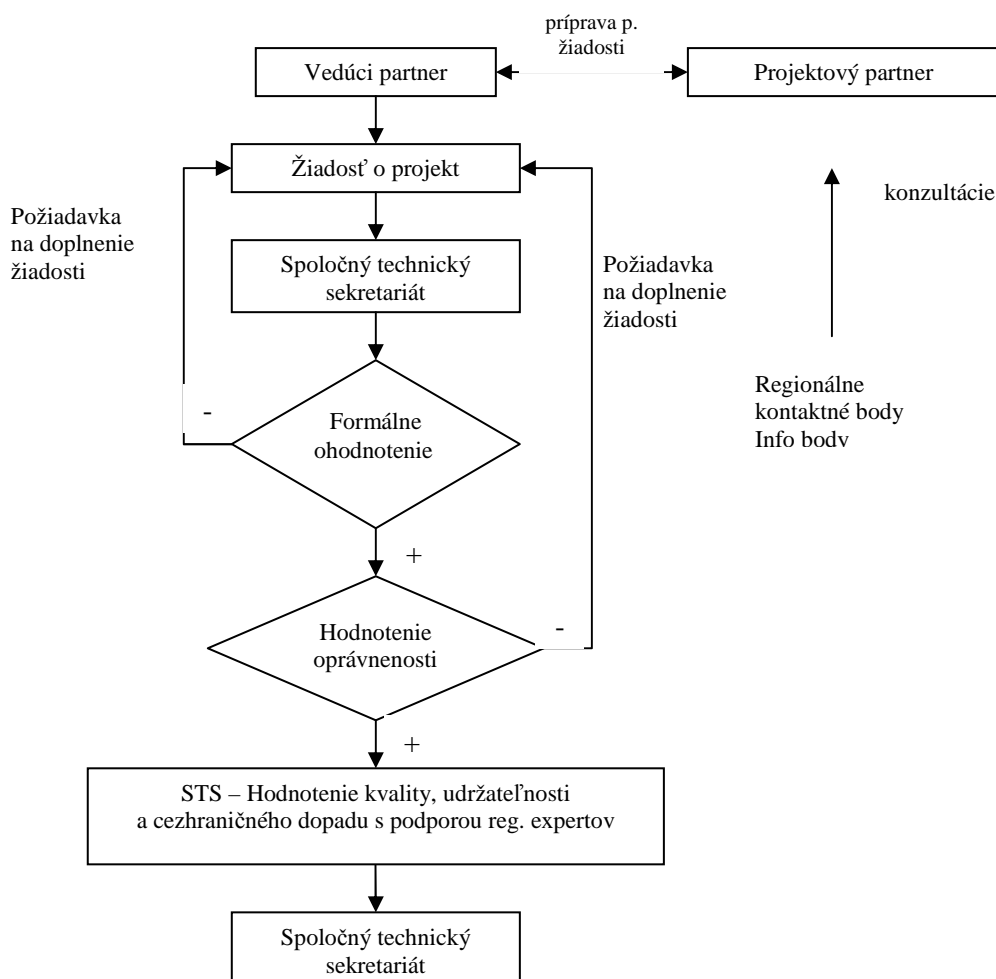 príprava p.
žiadosti
Vedúci partner
Projektový partner
Žiadosť o projekt
konzultácie
Požiadavka
na doplnenie
žiadosti
Spoločný technický
sekretariát
Požiadavka
na doplnenie
žiadosti
Regionálne
kontaktné body
Info body
-
Formálne
ohodnotenie
+
Hodnotenie
oprávnenosti
-
+
STS – Hodnotenie kvality, udržateľnosti
a cezhraničného dopadu s podporou reg. expertov
Spoločný technický
sekretariát